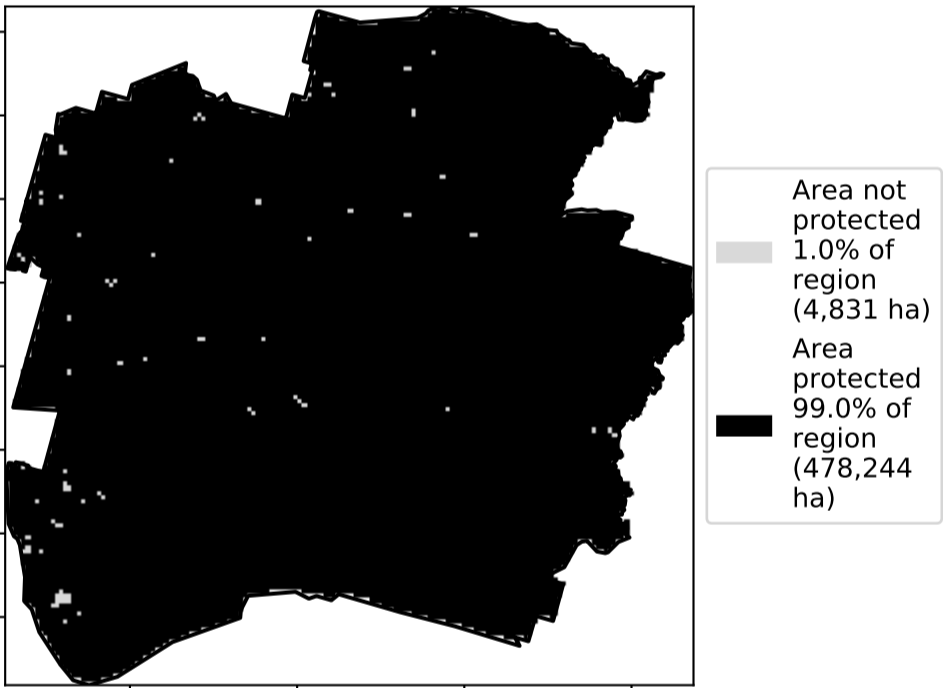 Area not
protected
1.0% of
region
(4,831 ha)
Area
protected
99.0% of
region
(478,244
ha)